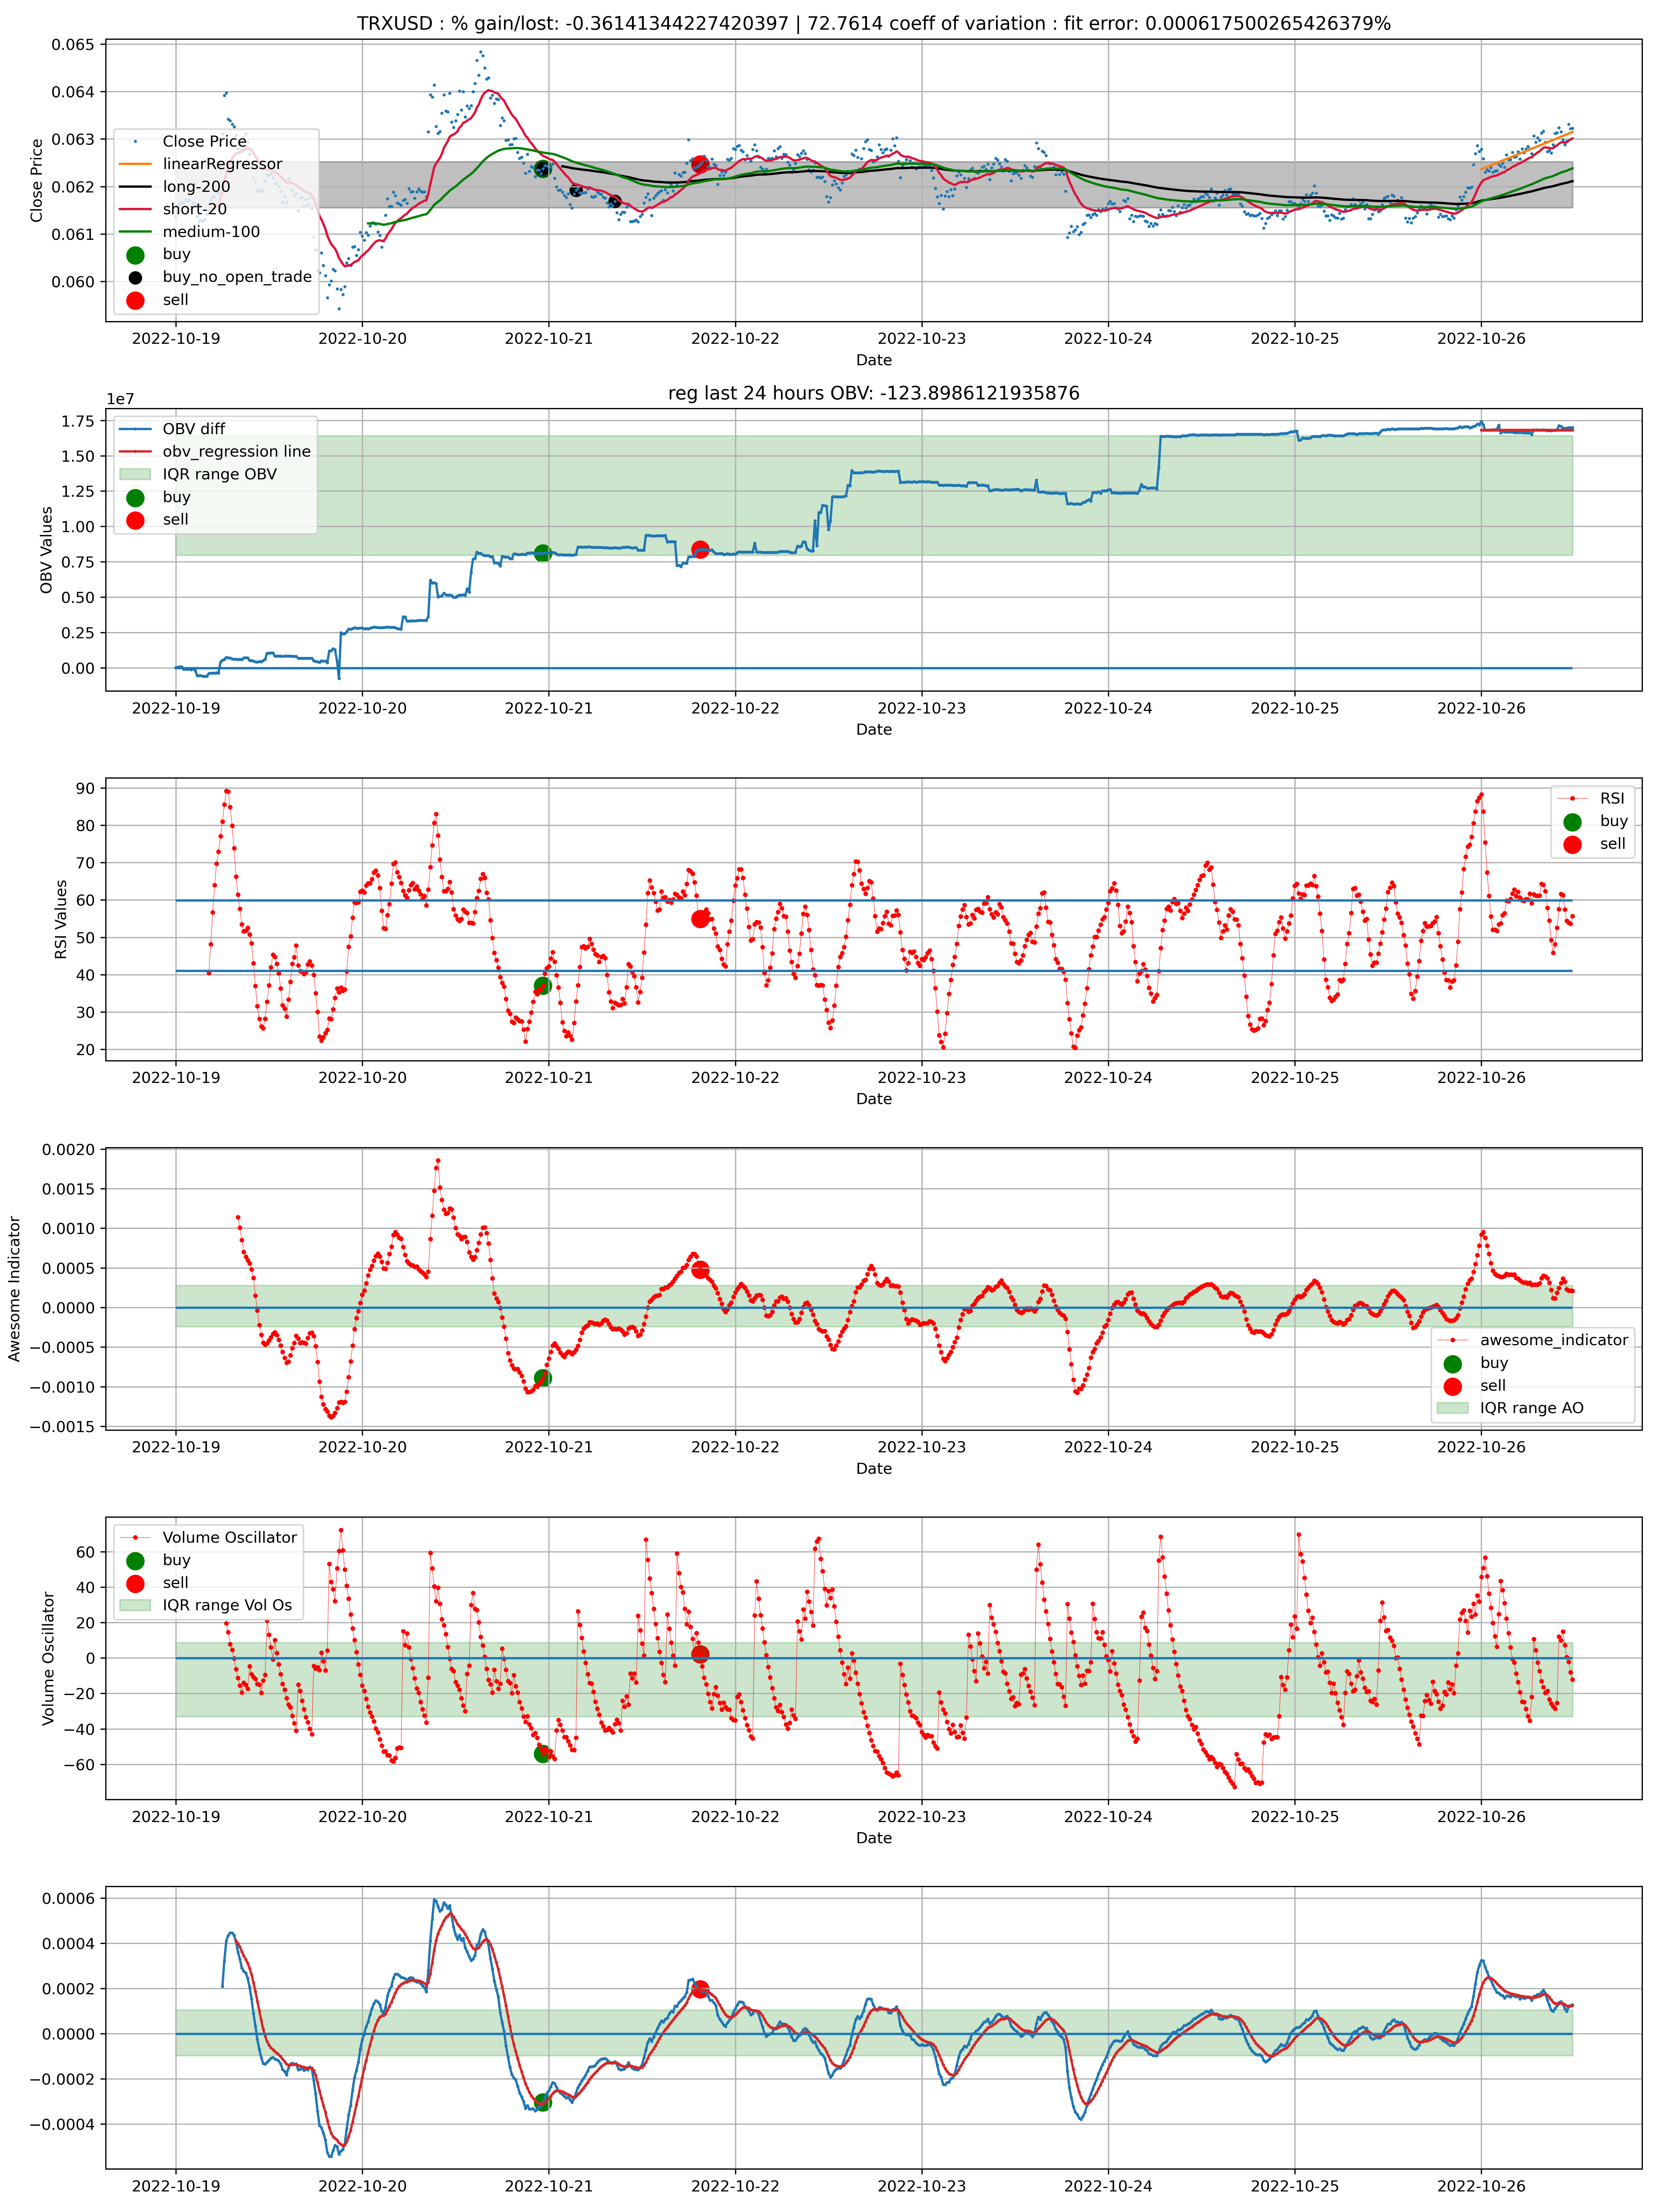 TRXUSD : % gain/lost: -0.36141344227420397 | 72.7614 coeff of variation : fit error: 0.000617500265426379%
0.065
0.064
0.063
0.062
0.061
0.060
Close Price
Close Price
linearRegressor
long-200
short-20
medium-100
buy
buy_no_open_trade
sell
2022-10-19 2022-10-20 2022-10-21 2022-10-22 2022-10-23 2022-10-24 2022-10-25 2022-10-26
Date
reg last 24 hours OBV: -123.8986121935876
1e7
1.75
1.50
1.25
1.00
0.75
0.50
0.25
0.00
OBV Values
OBV diff
obv_regression line
IQR range OBV
buy
sell
2022-10-19 2022-10-20 2022-10-21 2022-10-22 2022-10-23 2022-10-24 2022-10-25 2022-10-26
Date
90
80
70
60
50
40
30
20
RSI Values
RSI
buy
sell
2022-10-19 2022-10-20 2022-10-21 2022-10-22 2022-10-23 2022-10-24 2022-10-25 2022-10-26
Date
0.0020
0.0015
0.0010
0.0005
0.0000
−0.0005
−0.0010
−0.0015
Awesome Indicator
awesome_indicator
buy
sell
IQR range AO
2022-10-19 2022-10-20 2022-10-21 2022-10-22 2022-10-23 2022-10-24 2022-10-25 2022-10-26
Date
60
40
20
0
−20
−40
−60
Volume Oscillator
Volume Oscillator
buy
sell
IQR range Vol Os
2022-10-19 2022-10-20 2022-10-21 2022-10-22 2022-10-23 2022-10-24 2022-10-25 2022-10-26
Date
0.0006
0.0004
0.0002
0.0000
−0.0002
−0.0004
2022-10-19 2022-10-20 2022-10-21 2022-10-22 2022-10-23 2022-10-24 2022-10-25 2022-10-26